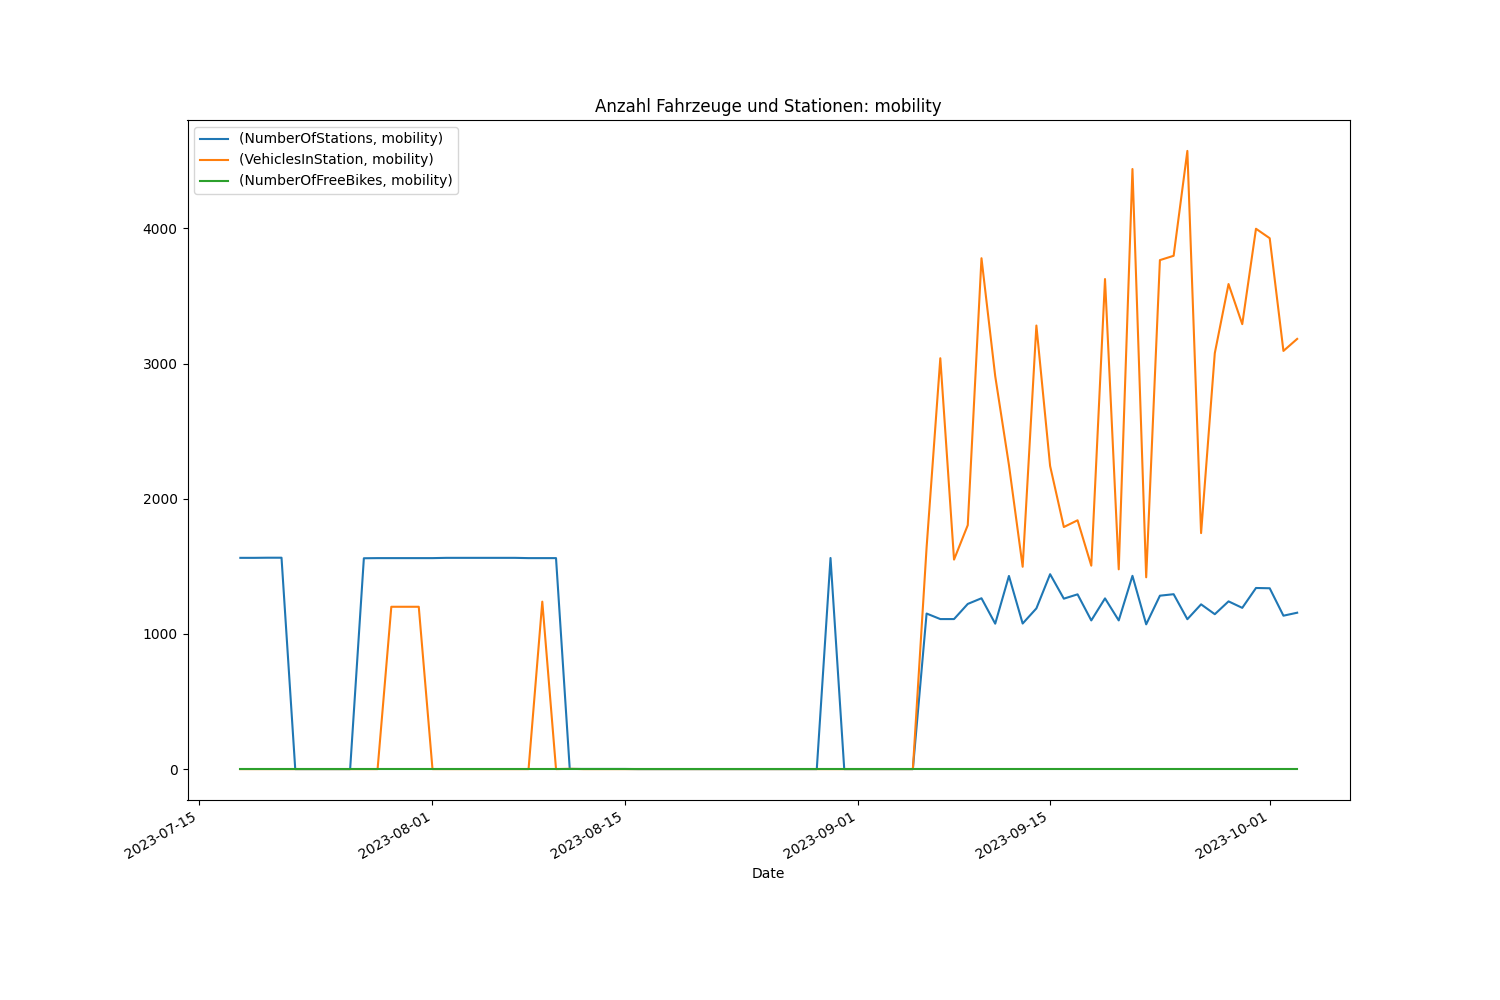 Anzahl Fahrzeuge und Stationen: mobility
(NumberOfStations, mobility)
(VehiclesInStation, mobility)
(NumberOfFreeBikes, mobility)
4000
3000
2000
1000
0
2023-07-15
2023-08-01
2023-08-15
2023-09-01
2023-09-15
2023-10-01
Date